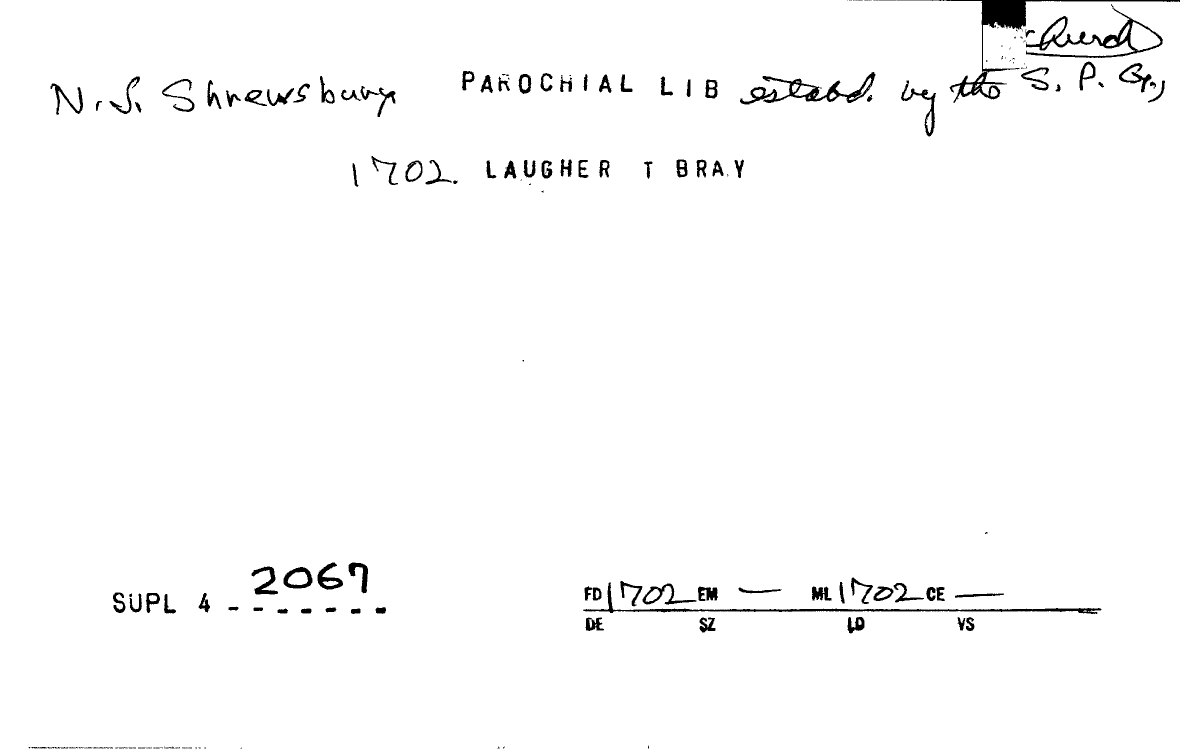 church
N.J. Shrewsbury PAROCHIAL LIB estabd. by the S. P. G.,
1702. LAUGHER T BRAY
SUPL 4 - 2067
FD 1702 EM — ML 1702 CE —
DE SZ LO VS